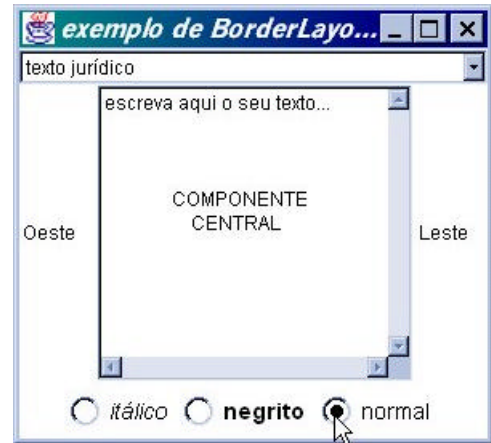 exemplo de BorderLayo...
texto jurídico
escreva aqui o seu texto...
COMPONENTE
CENTRAL
Oeste
Leste
itálico negrito normal